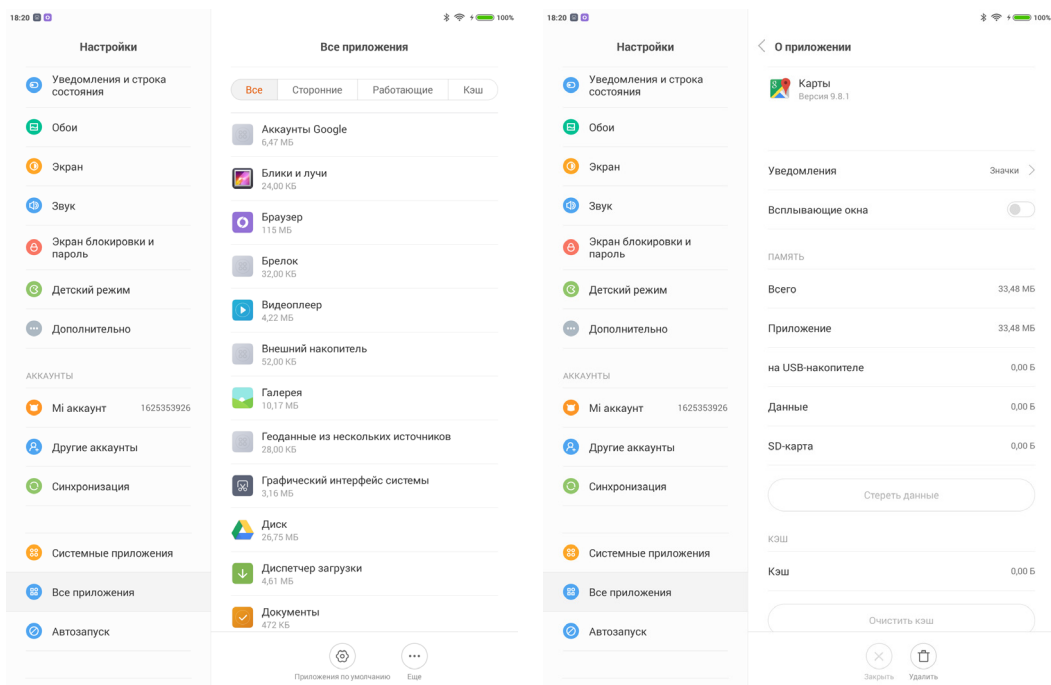 18:20
100%
Настройки
Уведомления и строка
состояния
Обои
Экран
Звук
Экран блокировки и
пароль
Детский режим
Дополнительно
АККАУНТЫ
Mi аккаунт 1625353926
Другие аккаунты
Синхронизация
Системные приложения
Все приложения
Автозапуск
Все приложения
Все Сторонние Работающие Кэш
Аккаунты Google
6,47 МБ
Блики и лучи
24,00 КБ
Браузер
115 МБ
Брелок
32,00 КБ
Видеоплеер
4,22 МБ
Внешний накопитель
52,00 КБ
Галерея
10,17 МБ
Геоданные из нескольких источников
28,00 КБ
Графический интерфейс системы
3,16 МБ
Диск
26,75 МБ
Диспетчер загрузки
4,61 МБ
Документы
472 КБ
Приложения по умолчанию Еще
18:20
100%
Настройки
Уведомления и строка
состояния
Обои
Экран
Звук
Экран блокировки и
пароль
Детский режим
Дополнительно
АККАУНТЫ
Mi аккаунт 1625353926
Другие аккаунты
Синхронизация
Системные приложения
Все приложения
Автозапуск
О приложении
Карты
Версия 9.8.1
Уведомления Значки
Всплывающие окна
ПАМЯТЬ
Всего 33,48 МБ
Приложение 33,48 МБ
на USB-накопителе 0,00 Б
Данные 0,00 Б
SD-карта 0,00 Б
Стереть данные
КЭШ
Кэш 0,00 Б
Очистить кэш
Закрыть Удалить